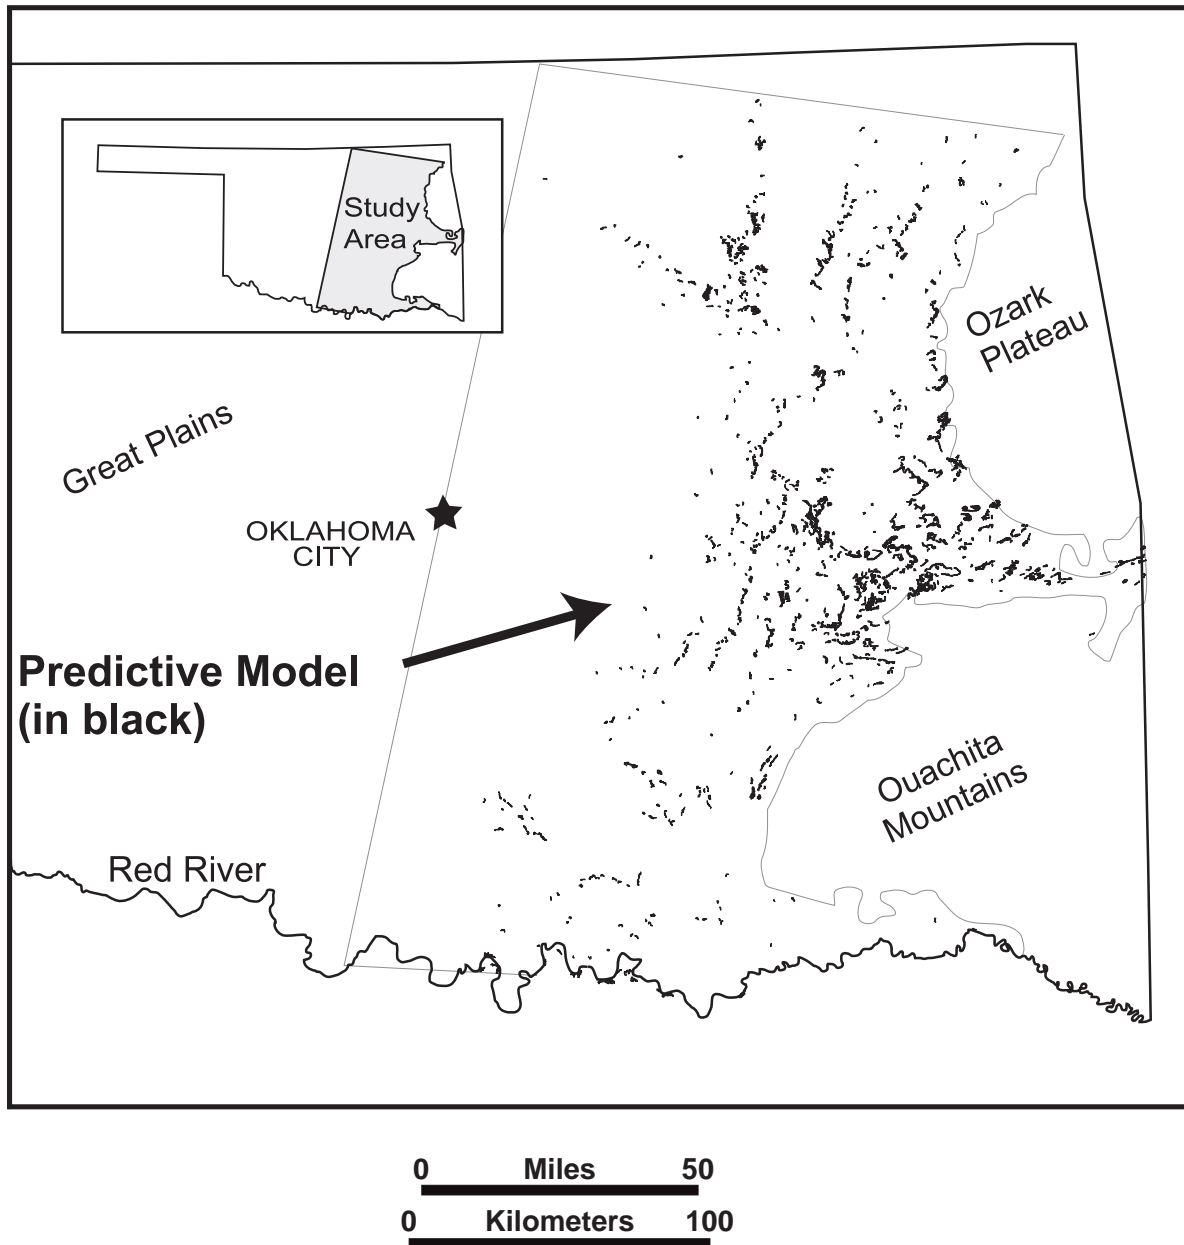 Study
Area
Ozark
Plateau
Great Plains
OKLAHOMA
CITY
Predictive Model
(in black)
Ouachita
Mountains
Red River
0 Miles 50
0 Kilometers 100